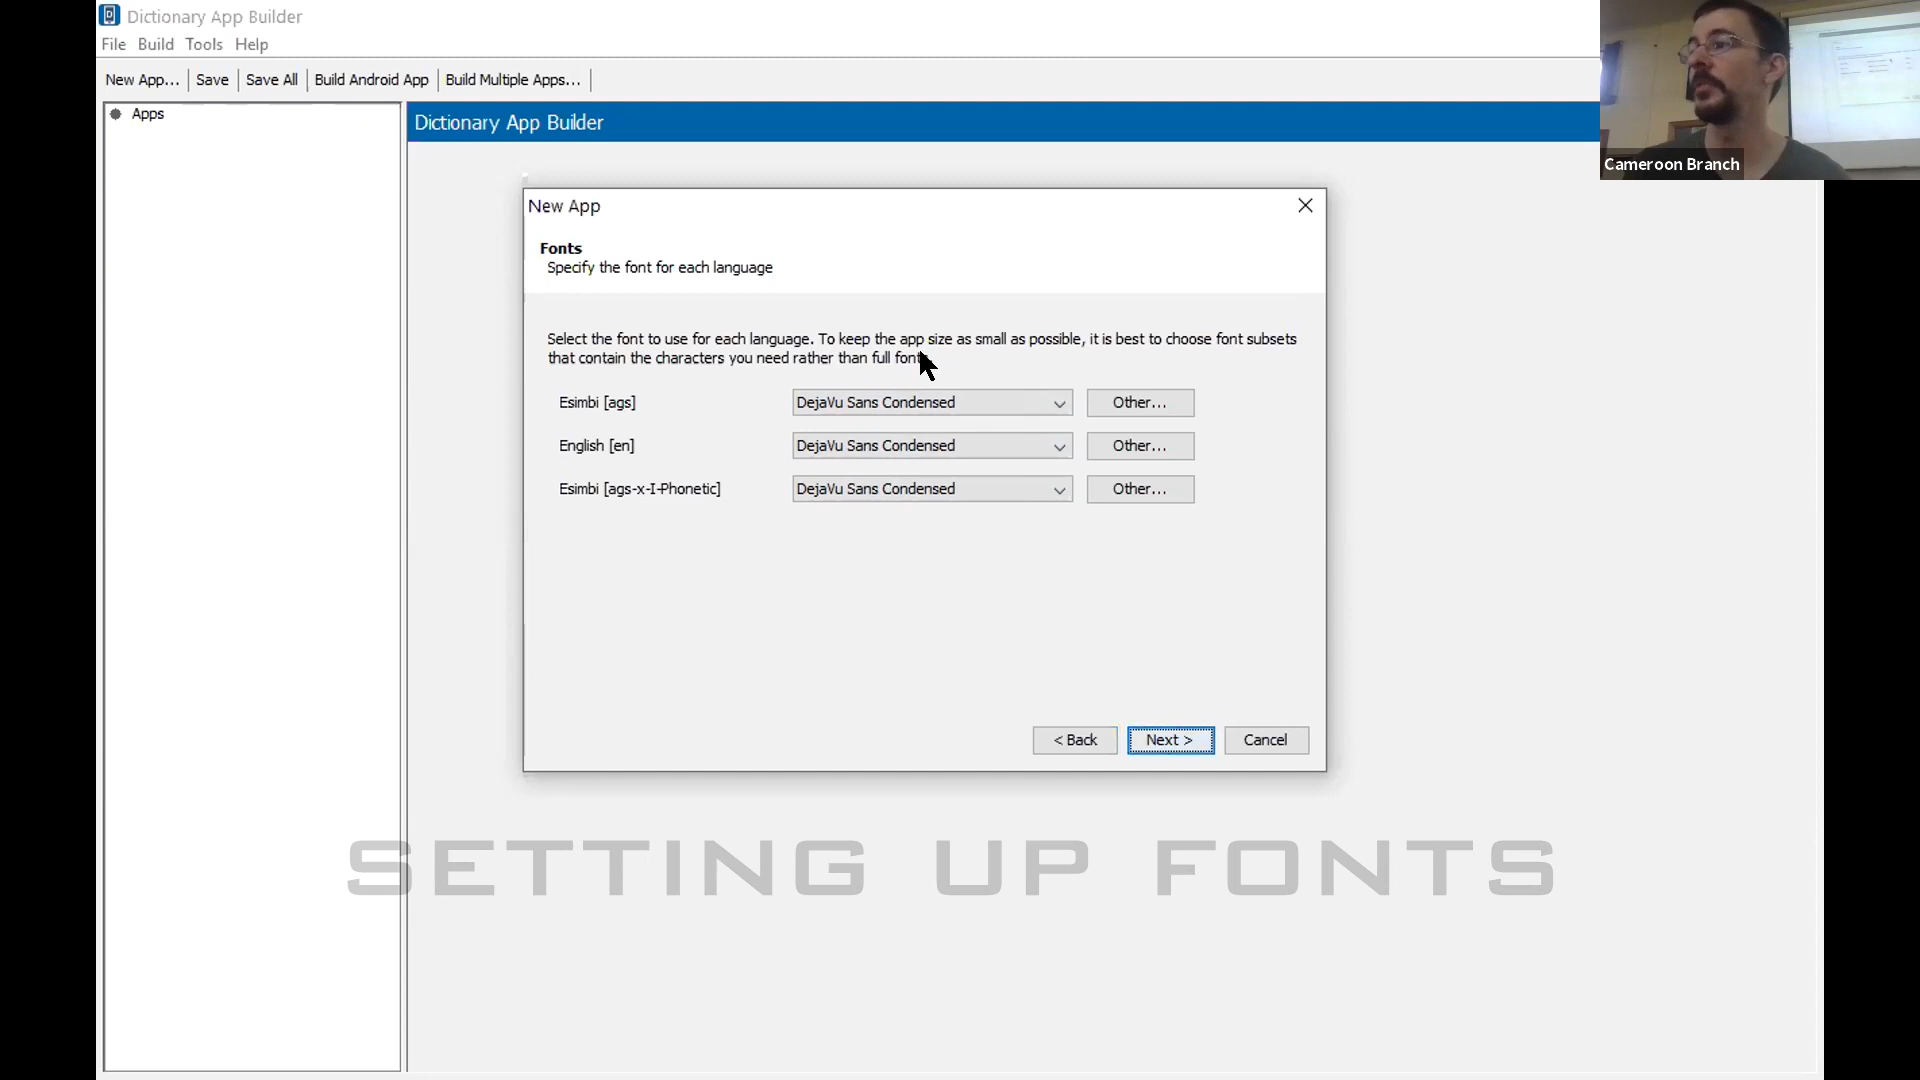 Dictionary App Builder
File Build Tools Help
New App... Save Save All Build Android App Build Multiple Apps...
Apps
Dictionary App Builder
Cameroon Branch
New App
Fonts
Specify the font for each language
Select the font to use for each language. To keep the app size as small as possible, it is best to choose font subsets
that contain the characters you need rather than full
Esimbi [ags] DejaVu Sans Condensed Other...
English [en] DejaVu Sans Condensed Other...
Esimbi [ags-x-I-Phonetic] DejaVu Sans Condensed Other...
< Back Next > Cancel
SETTING UP FONTS